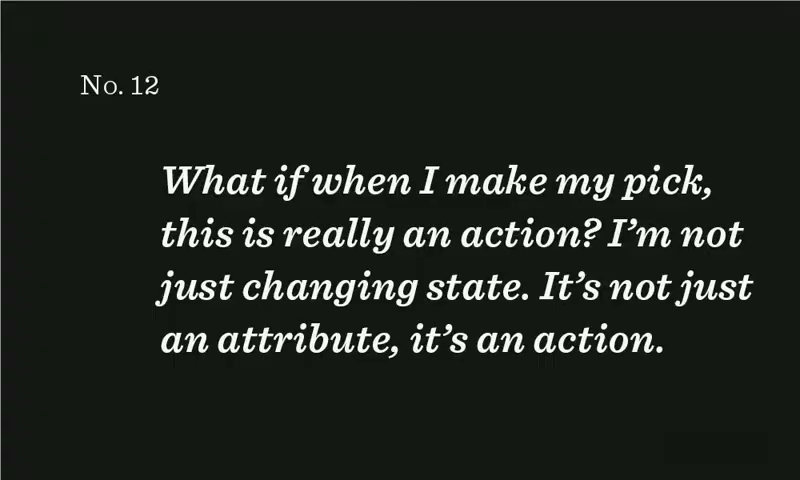 No. 12
What if when I make my pick,
this is really an action? I’m not
just changing state. It’s not just
an attribute, it’s an action.